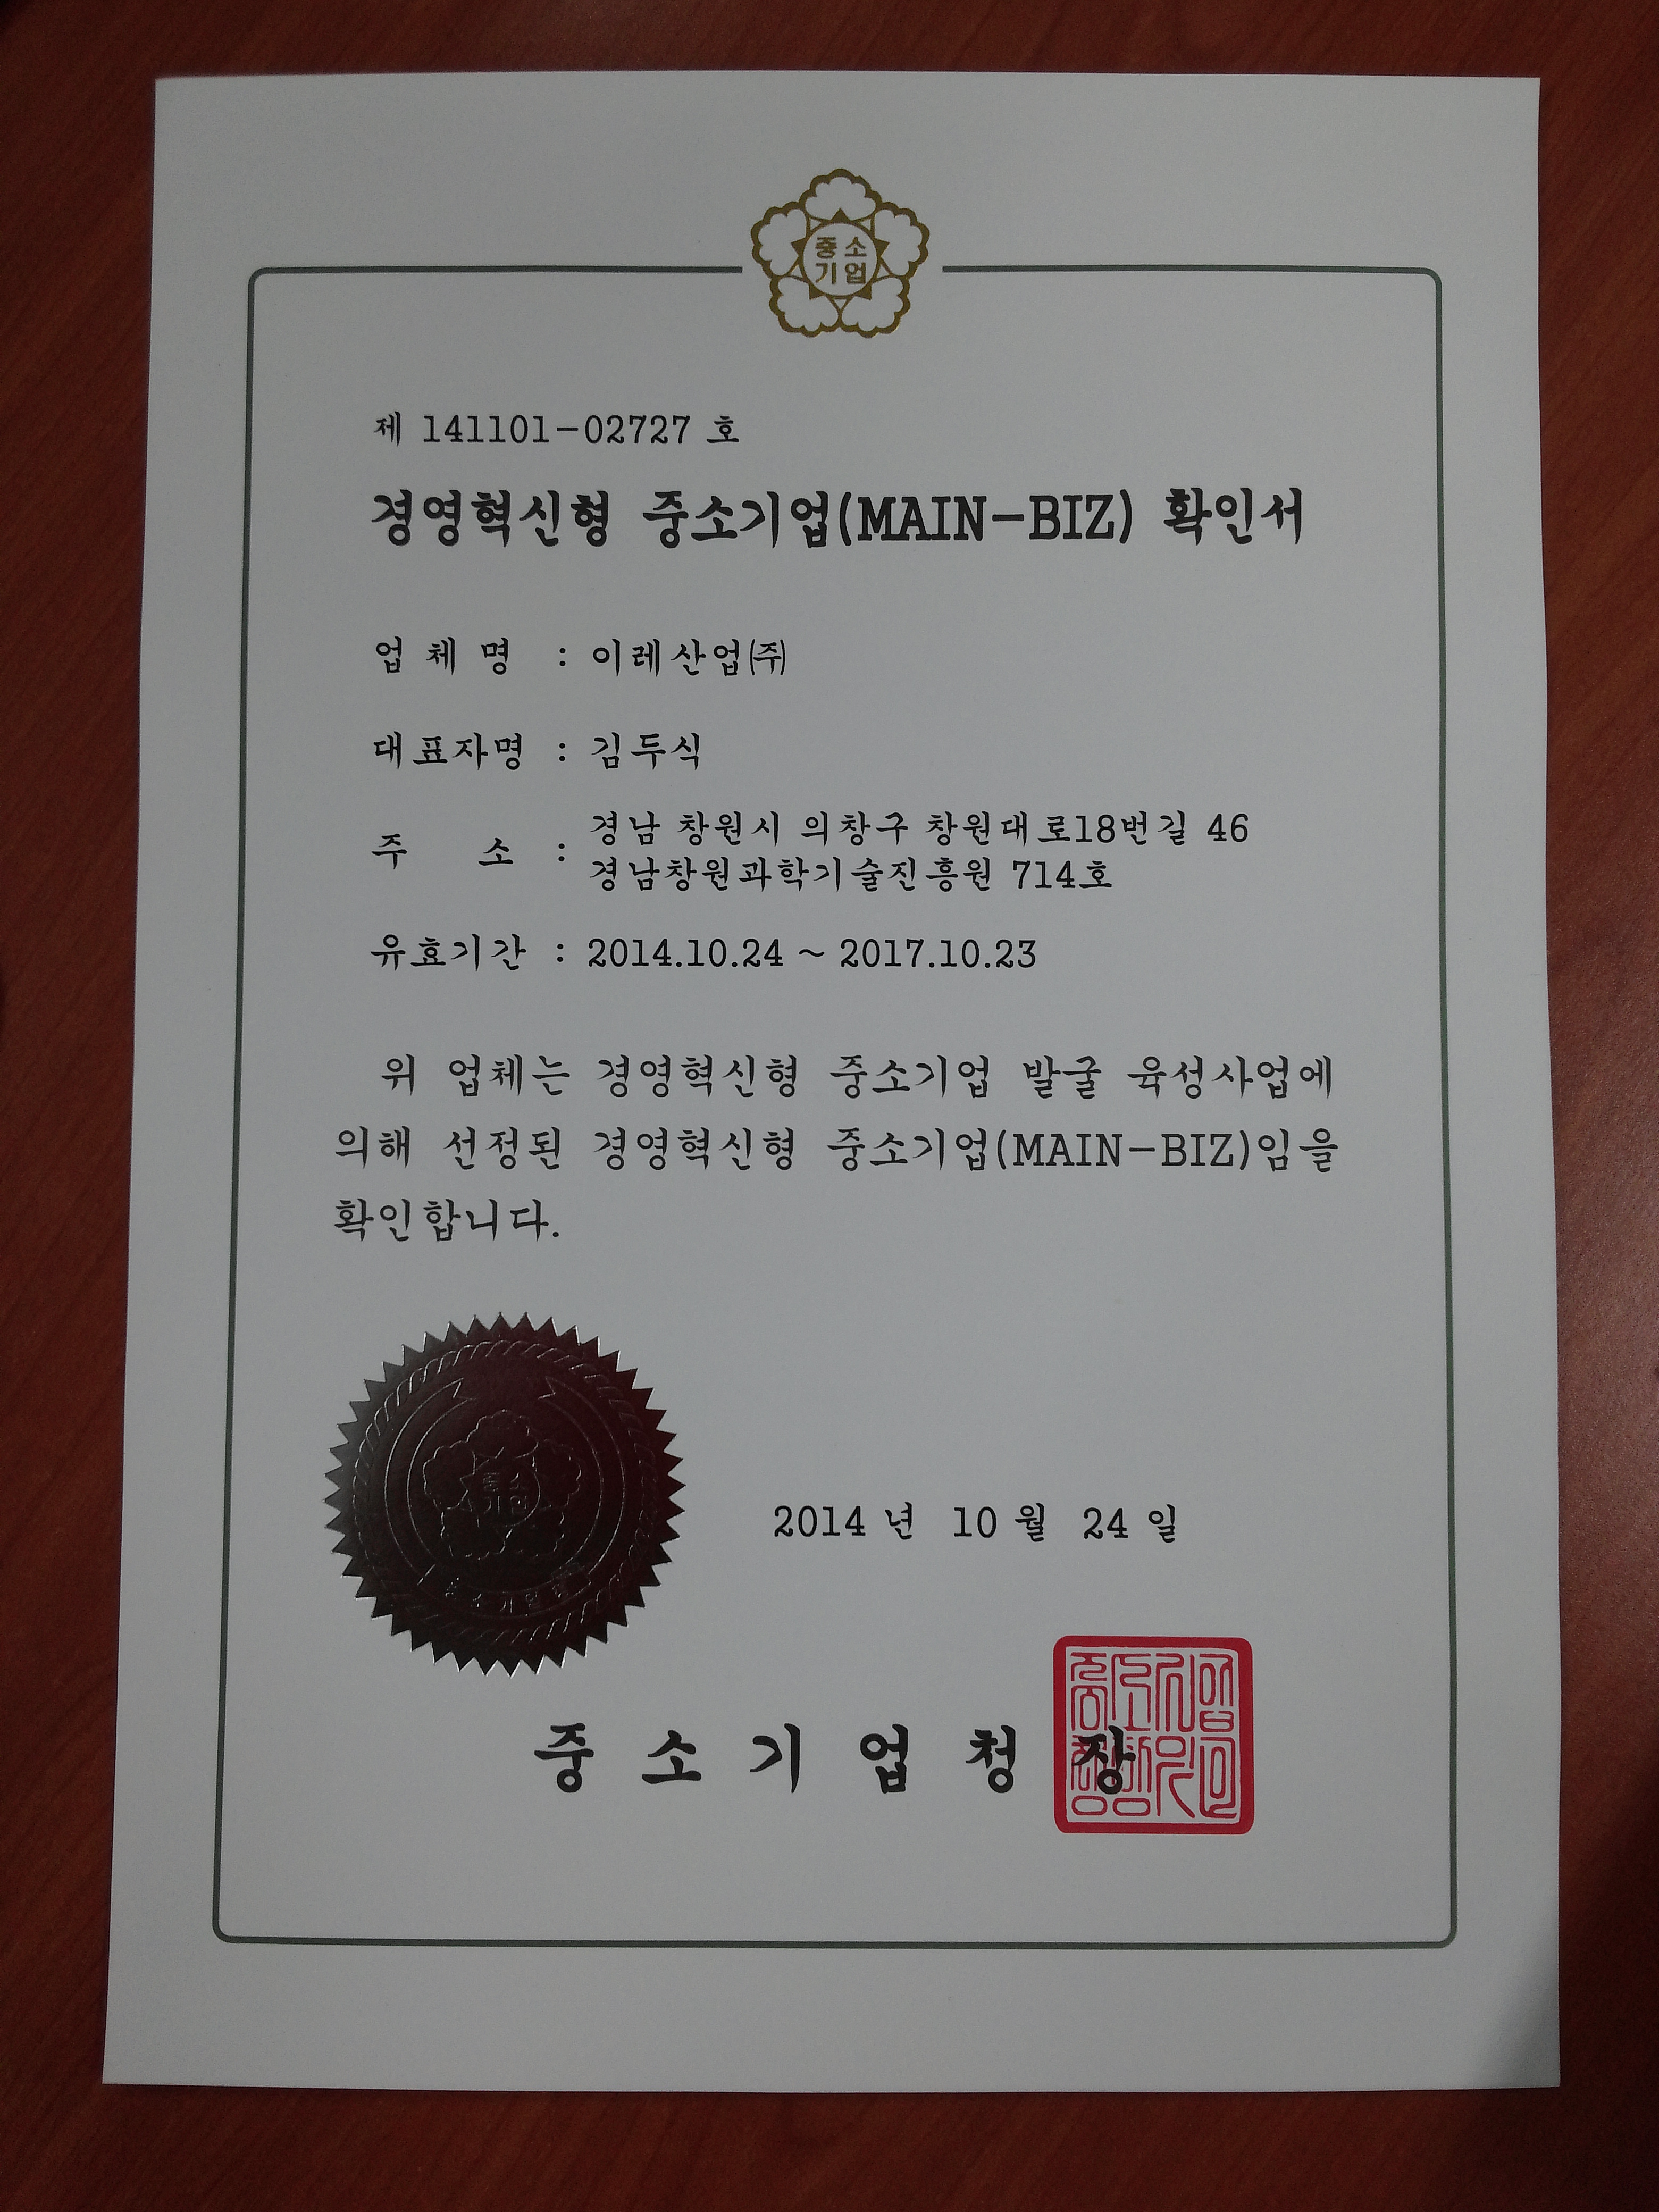 중소
기업
제 141101-02727 호
경영혁신형 중소기업(MAIN-BIZ) 확인서
업 체 명 : 이레산업㈜
대표자명 : 김두식
주 소 : 경남 창원시 의창구 창원대로18번길 46
경남창원과학기술진흥원 714호
유효기간 : 2014.10.24 ~ 2017.10.23
위 업체는 경영혁신형 중소기업 발굴 육성사업에
의해 선정된 경영혁신형 중소기업(MAIN-BIZ)임을
확인합니다.
중소
기업
2014 년 10 월 24 일
중 소 기 업 청 장